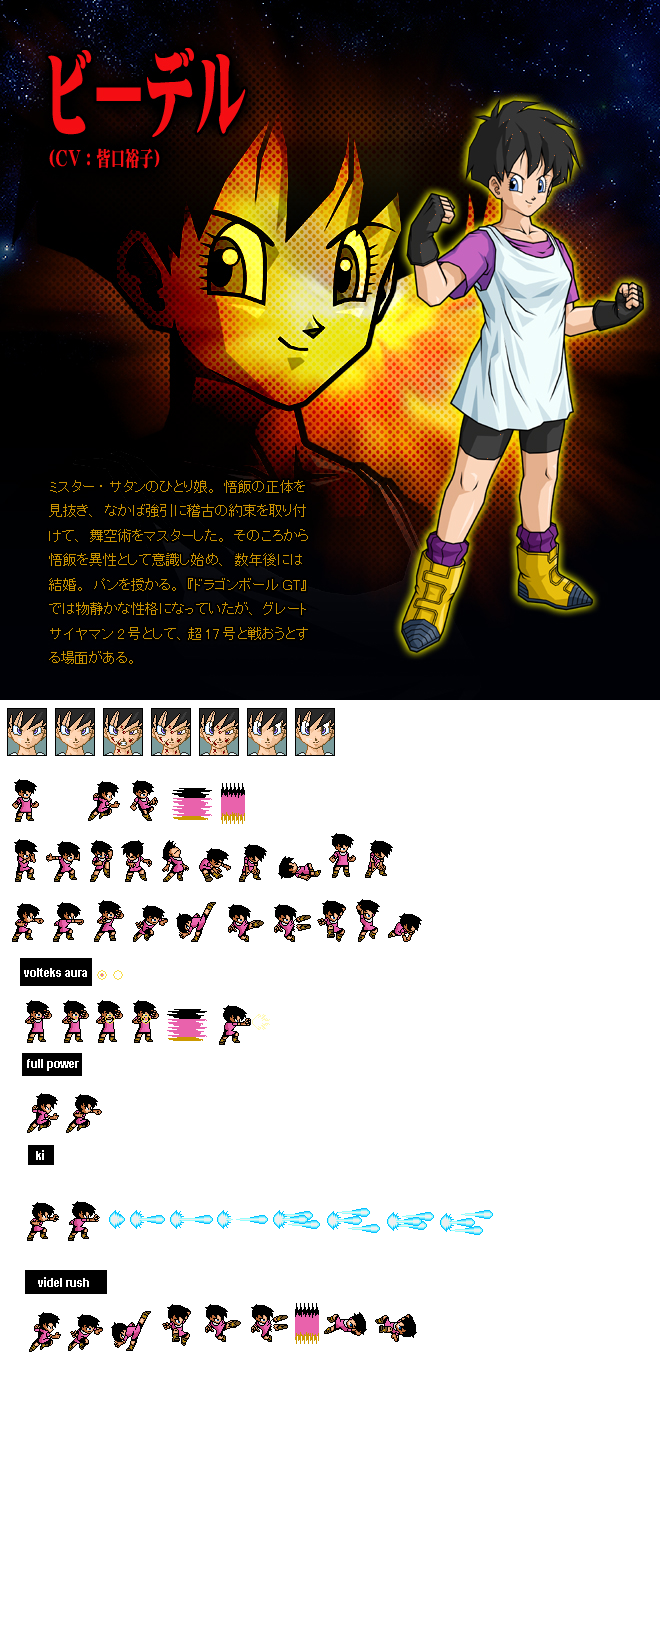 ビーデル
(CV：皆口裕子)
ミスター・サタンのひとり娘。悟飯の正体を
見抜き、なかば強引に稽古の約束を取り付
けて、舞空術をマスターした。そのころから
悟飯を異性として意識し始め、数年後には
結婚。パンを授かる。『ドラゴンボールGT』
では物静かな性格になっていたが、グレート
サイヤマン2号として、超17号と戦おうとす
る場面がある。
volteks aura
full power
ki
videl rush